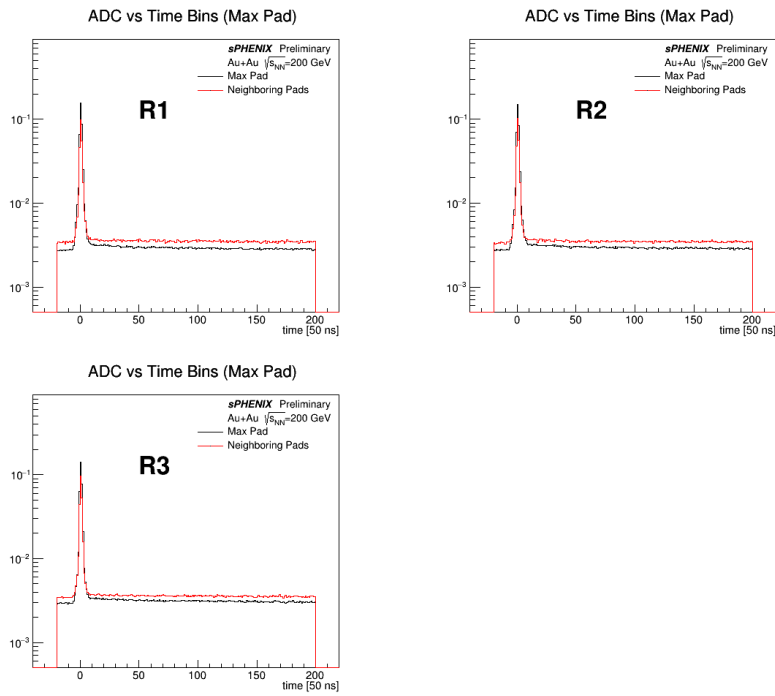 ADC vs Time Bins (Max Pad)
sPHENIX Preliminary
Au+Au √sNN=200 GeV
Max Pad
Neighboring Pads
R1
10−1
10−2
10−3
0 50 100 150 200
time [50 ns]
ADC vs Time Bins (Max Pad)
sPHENIX Preliminary
Au+Au √sNN=200 GeV
Max Pad
Neighboring Pads
R2
10−1
10−2
10−3
0 50 100 150 200
time [50 ns]
ADC vs Time Bins (Max Pad)
sPHENIX Preliminary
Au+Au √sNN=200 GeV
Max Pad
Neighboring Pads
R3
10−1
10−2
10−3
0 50 100 150 200
time [50 ns]